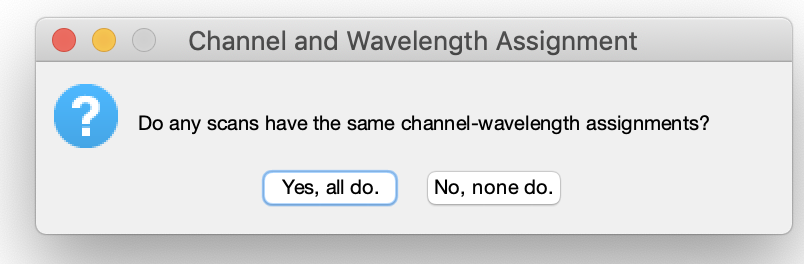 Channel and Wavelength Assignment
?
Do any scans have the same channel-wavelength assignments?
Yes, all do.
No, none do.